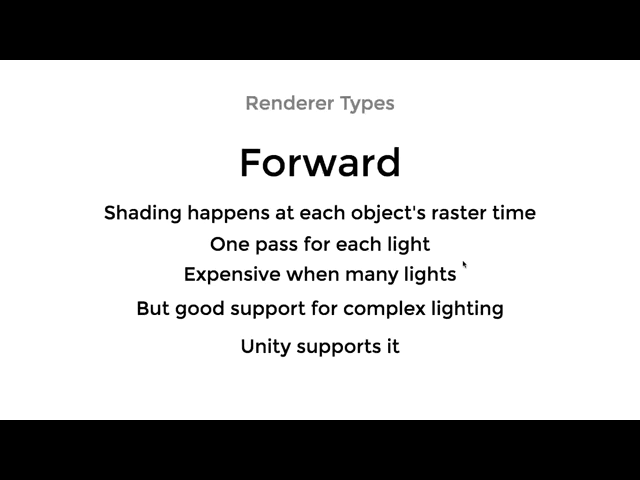 Renderer Types
Forward
Shading happens at each object's raster time
One pass for each light
Expensive when many lights
But good support for complex lighting
Unity supports it